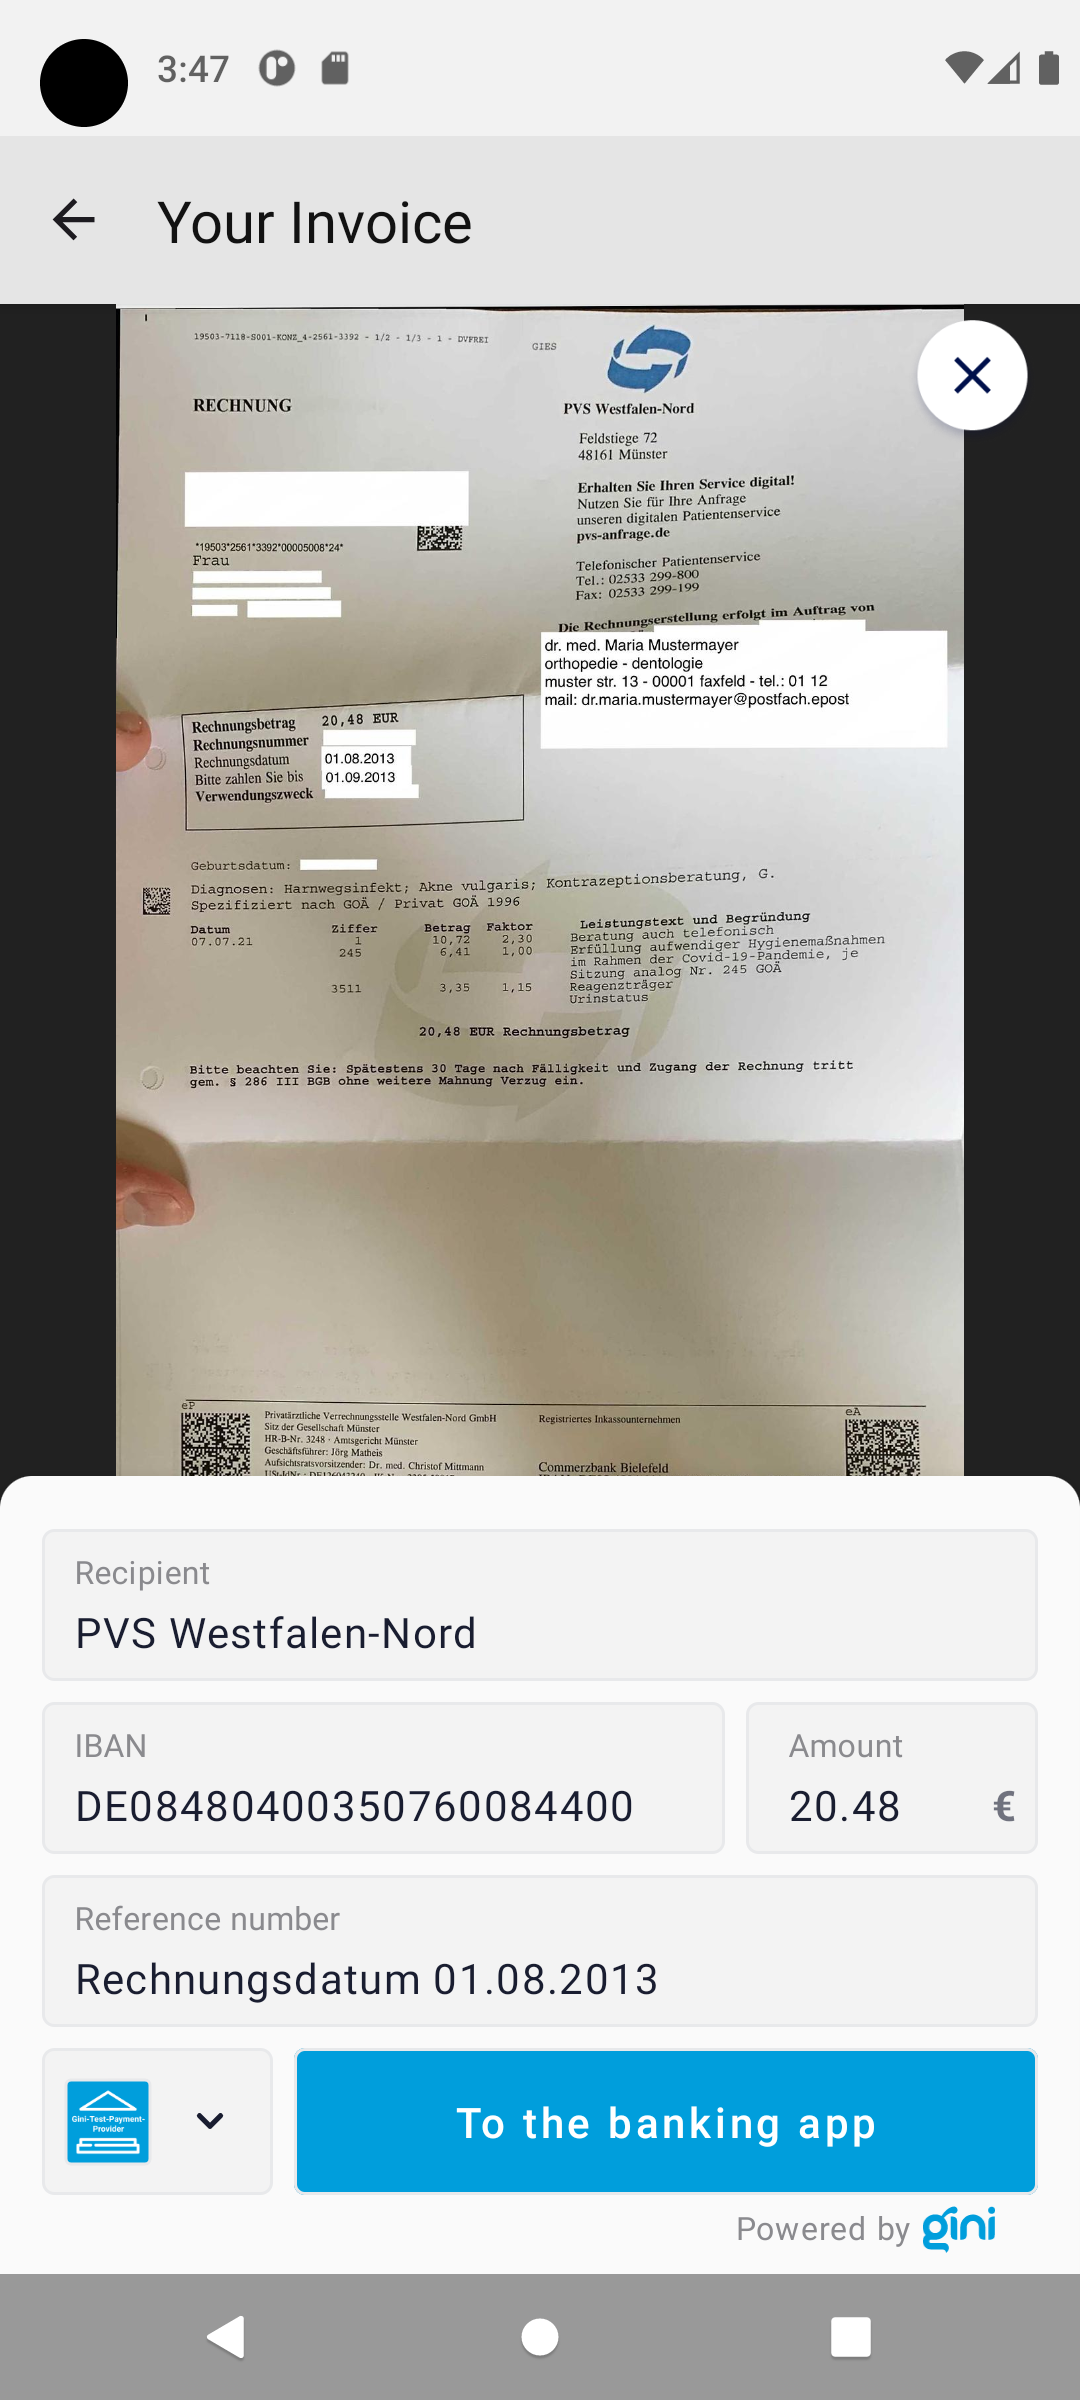 3:47
Your Invoice
19503-7118-S001-KONZ_4-2561-3392 - 1/2 - 1/3 - 1 - DVFREI
GIES
RECHNUNG
PVS Westfalen-Nord
Feldstiege 72
48161 Münster
Erhalten Sie Ihren Service digital!
Nutzen Sie für Ihre Anfrage
unseren digitalen Patientenservice
pvs-anfrage.de
*19503*2561*3392*00005008*24*
Frau
Telefonischer Patientenservice
Tel.: 02533 299-800
Fax: 02533 299-199
Die Rechnungserstellung erfolgt im Auftrag von
dr. med. Maria Mustermayer
orthopedie - dentologie
muster str. 13 - 00001 faxfeld - tel.: 01 12
mail: dr.maria.mustermayer@postfach.epost
Rechnungsbetrag 20,48 EUR
Rechnungsnummer
Rechnungsdatum 01.08.2013
Bitte zahlen Sie bis 01.09.2013
Verwendungszweck
Geburtsdatum:
Diagnosen: Harnwegsinfekt; Akne vulgaris; Kontrazeptionsberatung, G.
Spezifiziert nach GOÄ / Privat GOÄ 1996
Datum Ziffer Betrag Faktor Leistungstext und Begründung
07.07.21 1 10,72 2,30 Beratung auch telefonisch
245 6,41 1,00 Erfüllung aufwendiger Hygienemaßnahmen
im Rahmen der Covid-19-Pandemie, je
Sitzung analog Nr. 245 GOÄ
3511 3,35 1,15 Reagenzträger
Urinstatus
20,48 EUR Rechnungsbetrag
Bitte beachten Sie: Spätestens 30 Tage nach Fälligkeit und Zugang der Rechnung tritt
gem. § 286 III BGB ohne weitere Mahnung Verzug ein.
eP
eA
Privatärztliche Verrechnungsstelle Westfalen-Nord GmbH
Sitz der Gesellschaft Münster
HR-B-Nr. 3248 · Amtsgericht Münster
Geschäftsführer: Jörg Matheis
Aufsichtsratsvorsitzender: Dr. med. Christof Mittmann
Registriertes Inkassounternehmen
Commerzbank Bielefeld
Recipient
PVS Westfalen-Nord
IBAN
DE08480400350760084400
Amount
20.48 €
Reference number
Rechnungsdatum 01.08.2013
Gini-Test-Payment-
Provider
To the banking app
Powered by gini